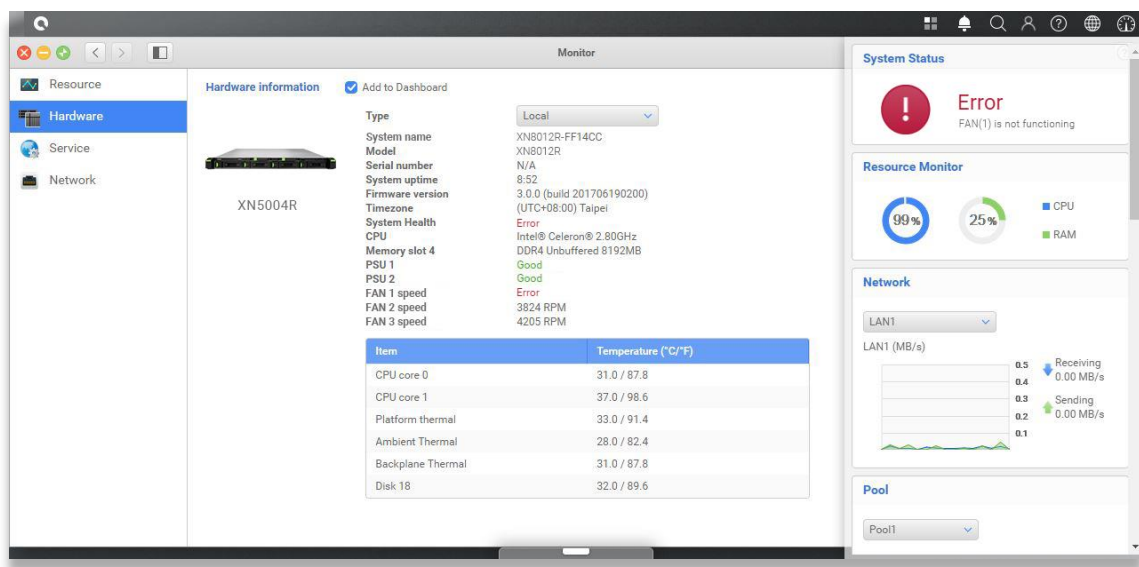 Monitor
Resource
Hardware
Service
Network
Hardware information
Add to Dashboard
XN5004R
Type Local
System name XN8012R-FF14CC
Model XN8012R
Serial number N/A
System uptime 8:52
Firmware version 3.0.0 (build 201706190200)
Timezone (UTC+08:00) Taipei
System Health Error
CPU Intel® Celeron® 2.80GHz
Memory slot 4 DDR4 Unbuffered 8192MB
PSU 1 Good
PSU 2 Good
FAN 1 speed Error
FAN 2 speed 3824 RPM
FAN 3 speed 4205 RPM
Item Temperature (°C/°F)
CPU core 0 31.0 / 87.8
CPU core 1 37.0 / 98.6
Platform thermal 33.0 / 91.4
Ambient Thermal 28.0 / 82.4
Backplane Thermal 31.0 / 87.8
Disk 18 32.0 / 89.6
System Status
Error
FAN(1) is not functioning
Resource Monitor
99%
25%
CPU
RAM
Network
LAN1
LAN1 (MB/s)
0.5
0.4
0.3
0.2
0.1
Receiving
0.00 MB/s
Sending
0.00 MB/s
Pool
Pool1